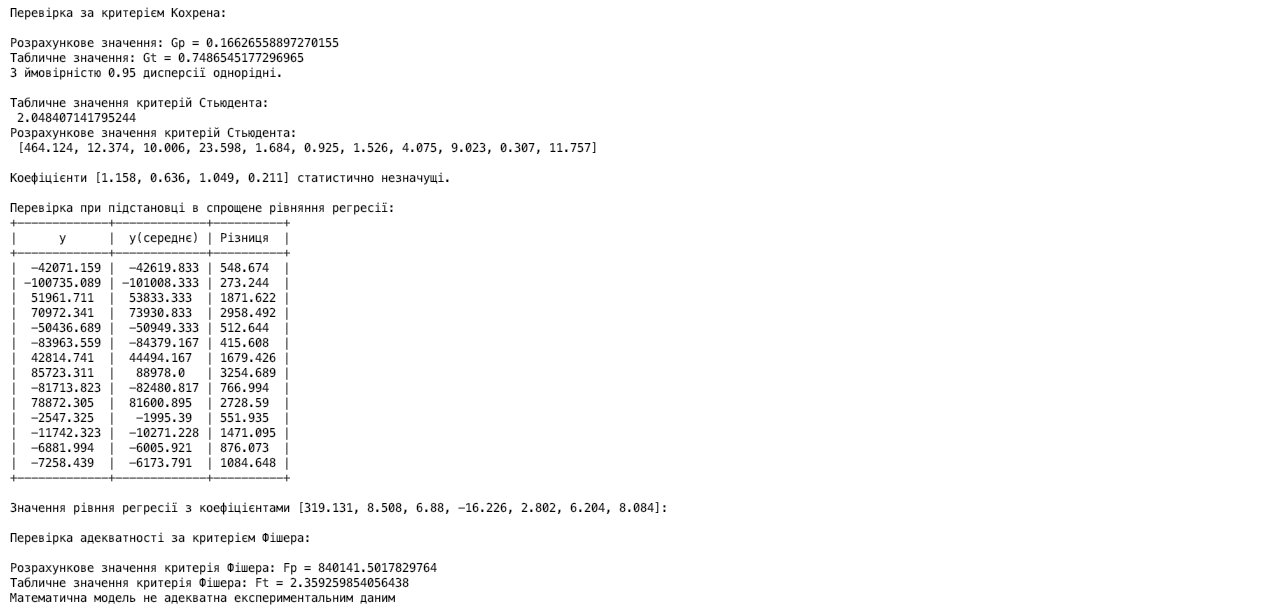 Перевірка за критерієм Кохрена:
Розрахункове значення: Gp = 0.16626558897270155
Табличне значення: Gt = 0.7486545177296965
З ймовірністю 0.95 дисперсії однорідні.
Табличне значення критерій Стьюдента:
2.048407141795244
Розрахункове значення критерій Стьюдента:
[464.124, 12.374, 10.006, 23.598, 1.684, 0.925, 1.526, 4.075, 9.023, 0.307, 11.757]
Коефіцієнти [1.158, 0.636, 1.049, 0.211] статистично незначущі.
Перевірка при підстановці в спрощене рівняння регресії:
+—————————————+—————————————+——————————+
|      y      |  y(середнє) | Різниця  |
+—————————————+—————————————+——————————+
|  −42071.159 |  −42619.833 | 548.674  |
| −100735.089 | −101008.333 | 273.244  |
|  51961.711  |  53833.333  | 1871.622 |
|  70972.341  |  73930.833  | 2958.492 |
|  −50436.689 |  −50949.333 | 512.644  |
|  −83963.559 |  −84379.167 | 415.608  |
|  42814.741  |  44494.167  | 1679.426 |
|  85723.311  |   88978.0   | 3254.689 |
|  −81713.823 |  −82480.817 | 766.994  |
|  78872.305  |  81600.895  | 2728.59  |
|  −2547.325  |   −1995.39  | 551.935  |
|  −11742.323 |  −10271.228 | 1471.095 |
|  −6881.994  |  −6005.921  | 876.073  |
|  −7258.439  |  −6173.791  | 1084.648 |
+—————————————+—————————————+——————————+
Значення рівння регресії з коефіцієнтами [319.131, 8.508, 6.88, −16.226, 2.802, 6.204, 8.084]:
Перевірка адекватності за критерієм Фішера:
Розрахункове значення критерія Фішера: Fp = 840141.5017829764
Табличне значення критерія Фішера: Ft = 2.359259854056438
Математична модель не адекватна експериментальним даним